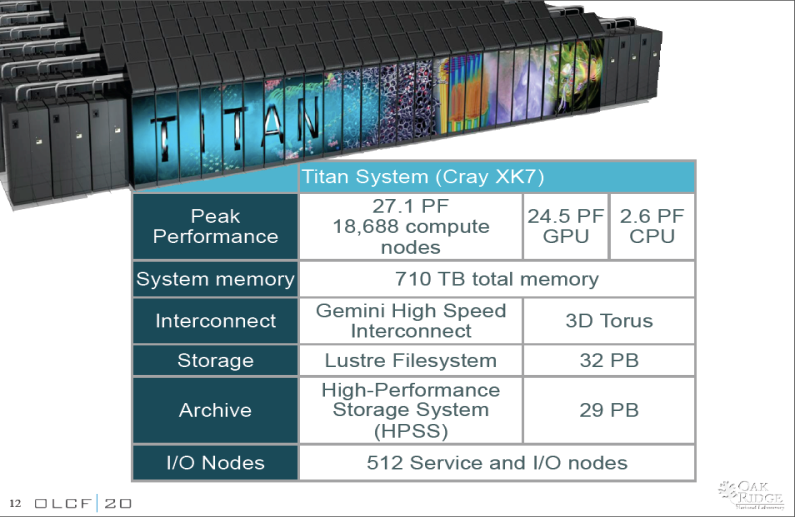 TITAN
Titan System (Cray XK7)
Peak
Performance
27.1 PF
18,688 compute
nodes
24.5 PF
GPU
2.6 PF
CPU
System memory
710 TB total memory
Interconnect
Gemini High Speed
Interconnect
3D Torus
Storage
Lustre Filesystem
32 PB
Archive
High-Performance
Storage System
(HPSS)
29 PB
I/O Nodes
512 Service and I/O nodes
12 OLCF|20
OAK
RIDGE
National Laboratory